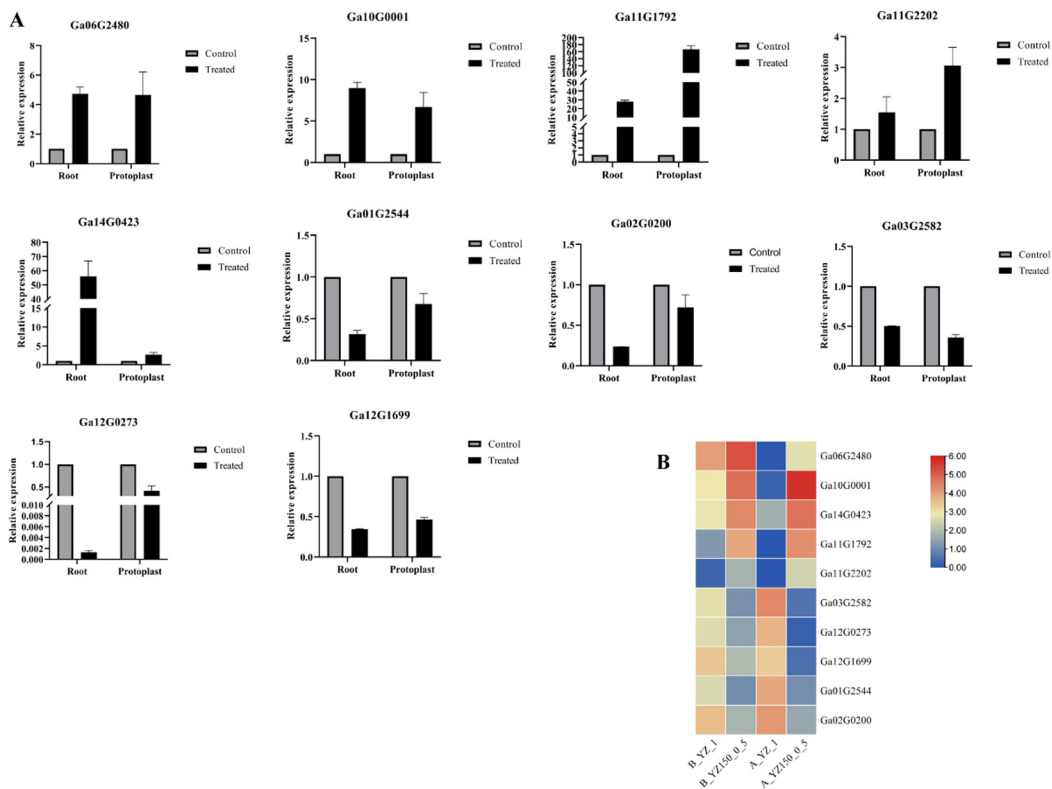 A
Ga06G2480
Relative expression
8
6
4
2
0
Root
Protoplast
Control
Treated
Ga10G0001
Relative expression
15
10
5
0
Root
Protoplast
Control
Treated
Ga11G1792
Relative expression
200
180
160
140
120
100
50
40
30
20
10
6
5
4
3
2
1
0
Root
Protoplast
Control
Treated
Ga11G2202
Relative expression
4
3
2
1
0
Root
Protoplast
Control
Treated
Ga14G0423
Relative expression
80
70
60
50
40
15
10
5
0
Root
Protoplast
Control
Treated
Ga01G2544
Relative expression
1.5
1.0
0.5
0.0
Root
Protoplast
Control
Treated
Ga02G0200
Relative expression
1.5
1.0
0.5
0.0
Root
Protoplast
Control
Treated
Ga03G2582
Relative expression
1.5
1.0
0.5
0.0
Root
Protoplast
Control
Treated
Ga12G0273
Relative expression
1.5
1.0
0.5
0.010
0.008
0.006
0.004
0.002
0.000
Root
Protoplast
Control
Treated
Ga12G1699
Relative expression
1.5
1.0
0.5
0.0
Root
Protoplast
Control
Treated
B
Ga06G2480
Ga10G0001
Ga14G0423
Ga11G1792
Ga11G2202
Ga03G2582
Ga12G0273
Ga12G1699
Ga01G2544
Ga02G0200
B_YZ_1
B_YZ150_0_5
A_YZ_1
A_YZ150_0_5
6.00
5.00
4.00
3.00
2.00
1.00
0.00